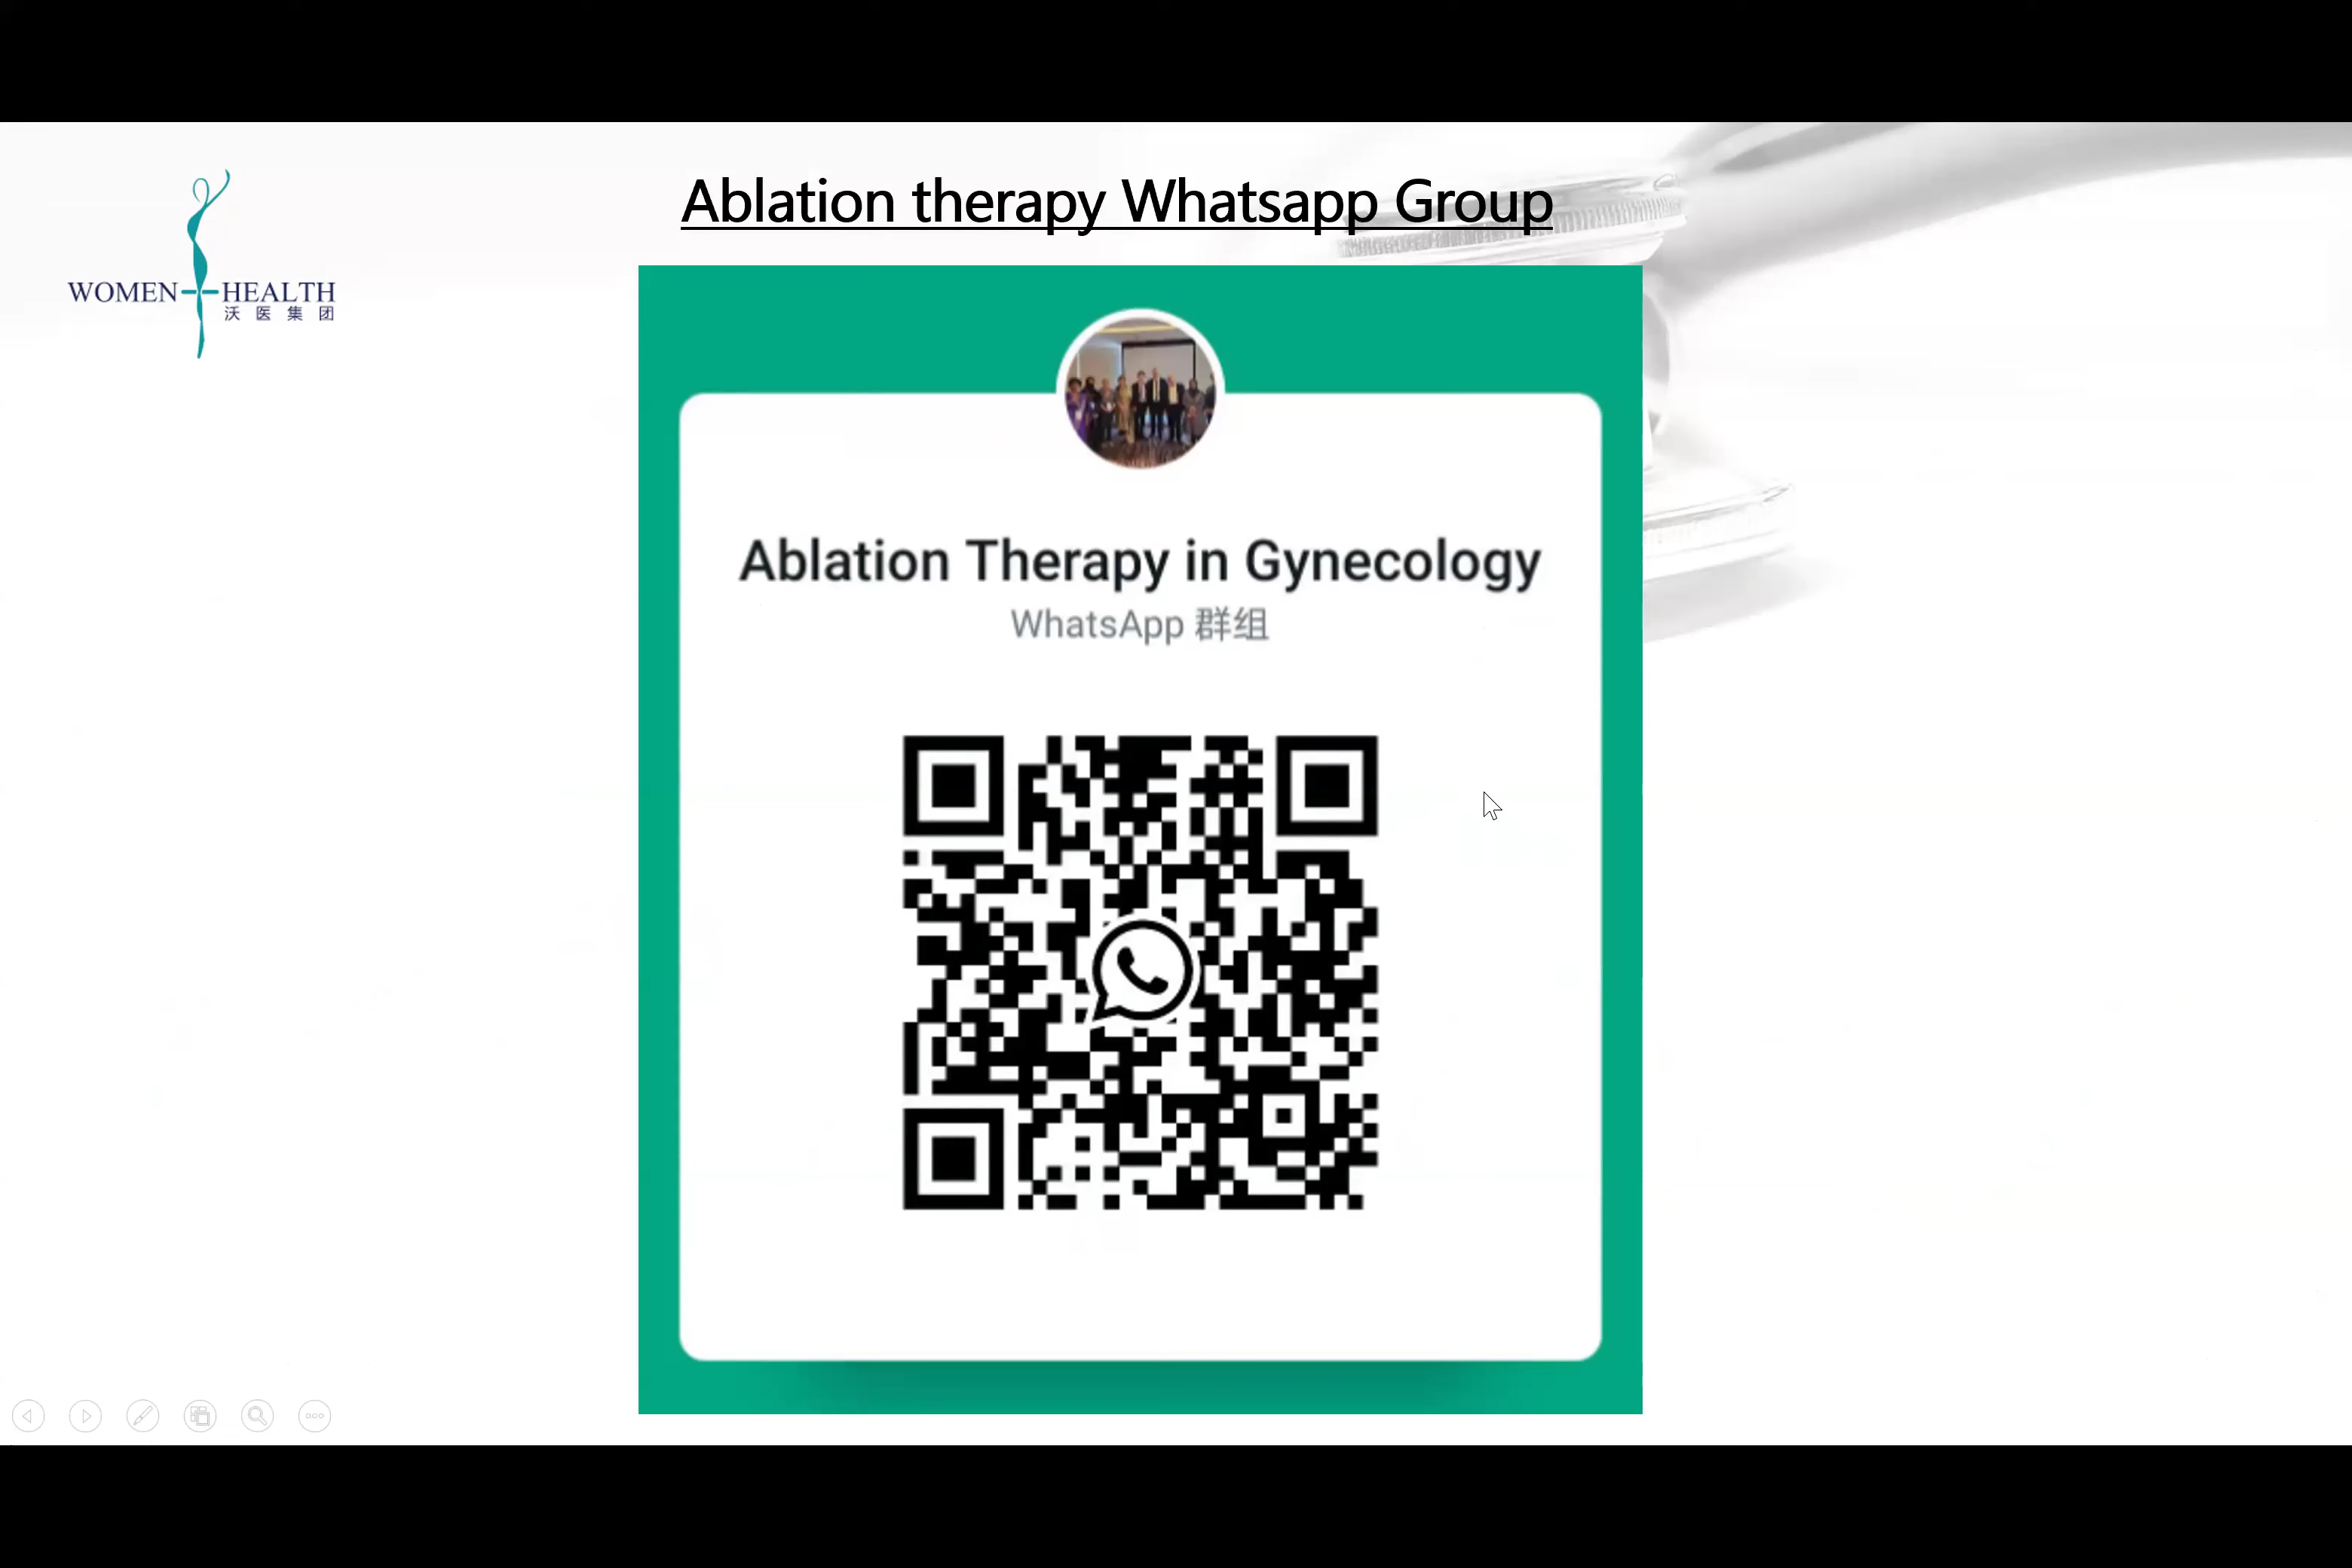 Ablation therapy Whatsapp Group
WOMEN HEALTH
沃医集团
Ablation Therapy in Gynecology
WhatsApp 群组